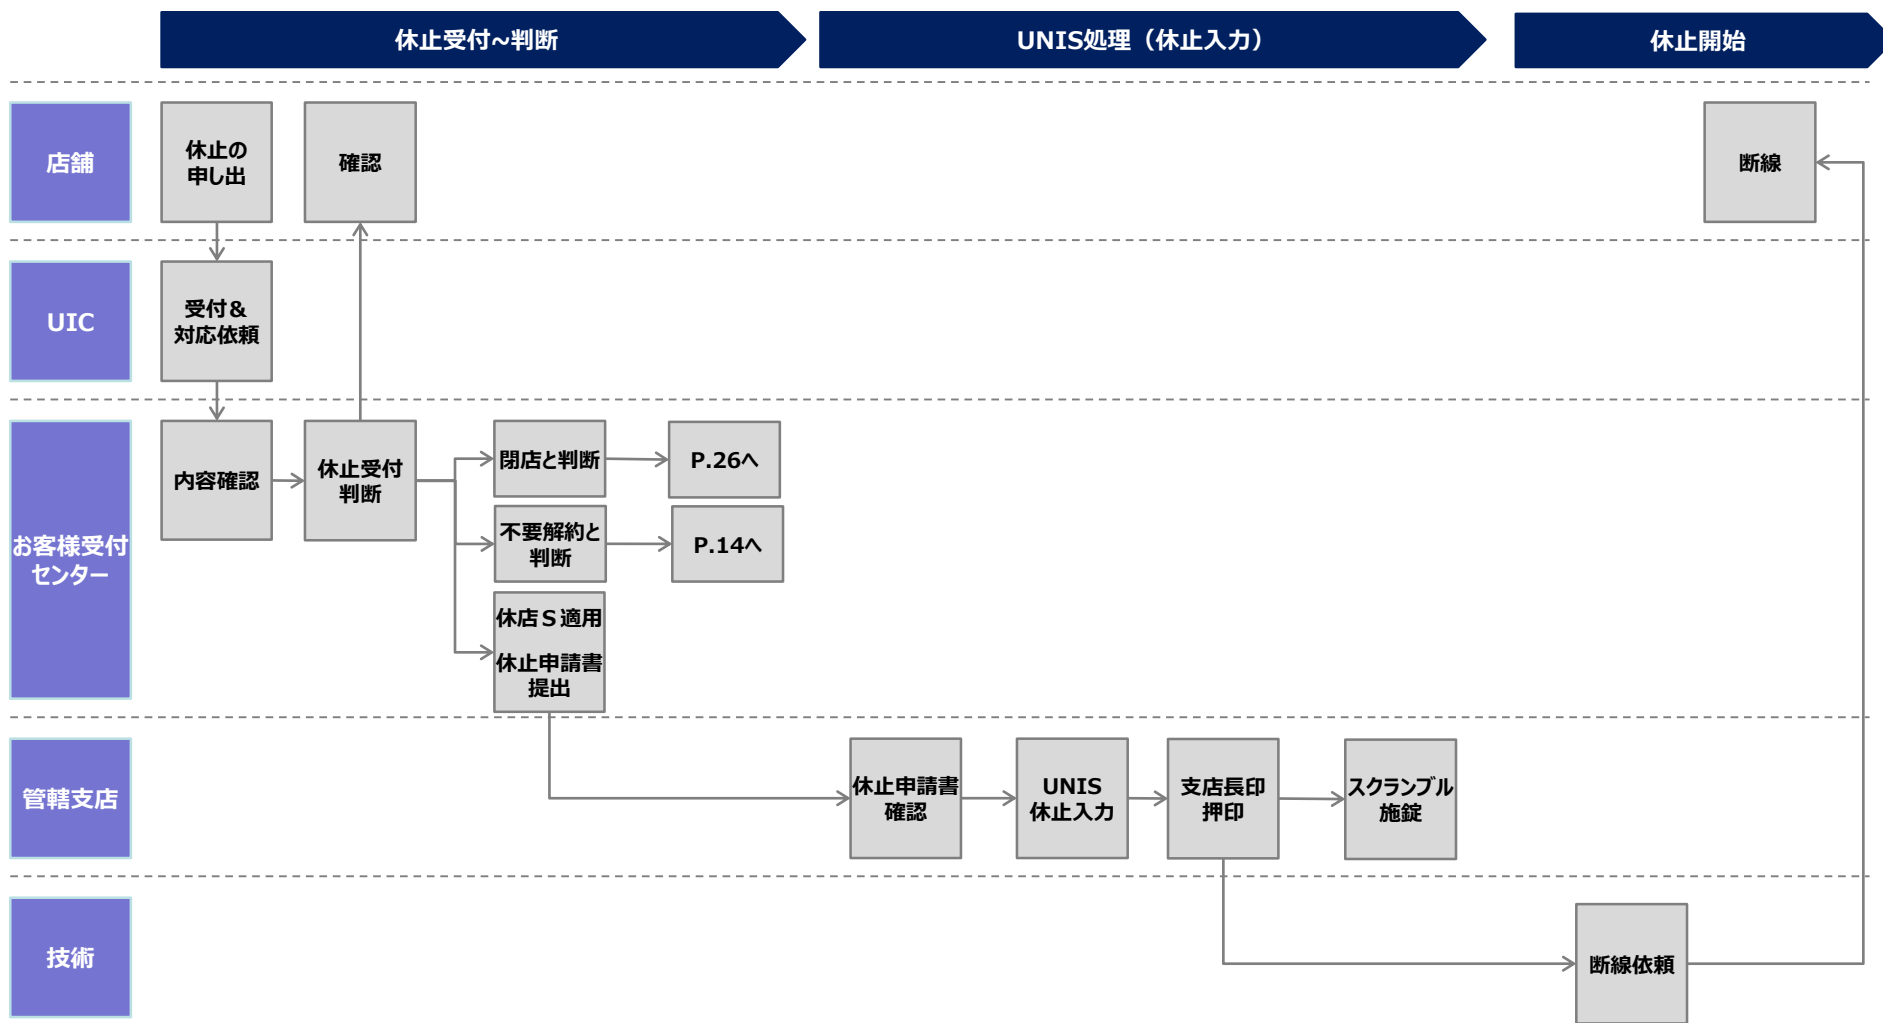 休止受付~判断
UNIS処理（休止入力）
休止開始
店舗
休止の
申し出
確認
断線
UIC
受付＆
対応依頼
お客様受付
センター
内容確認
休止受付
判断
閉店と判断
P.26へ
不要解約と
判断
P.14へ
休店Ｓ適用
休止申請書
提出
管轄支店
休止申請書
確認
UNIS
休止入力
支店長印
押印
スクランブル
施錠
技術
断線依頼